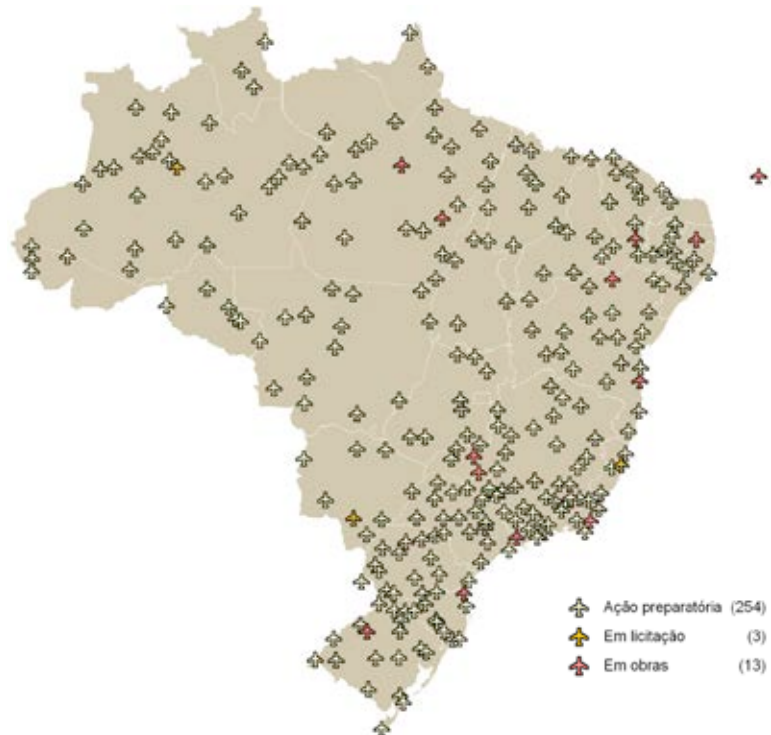 Ação preparatória (254)
Em licitação (3)
Em obras (13)